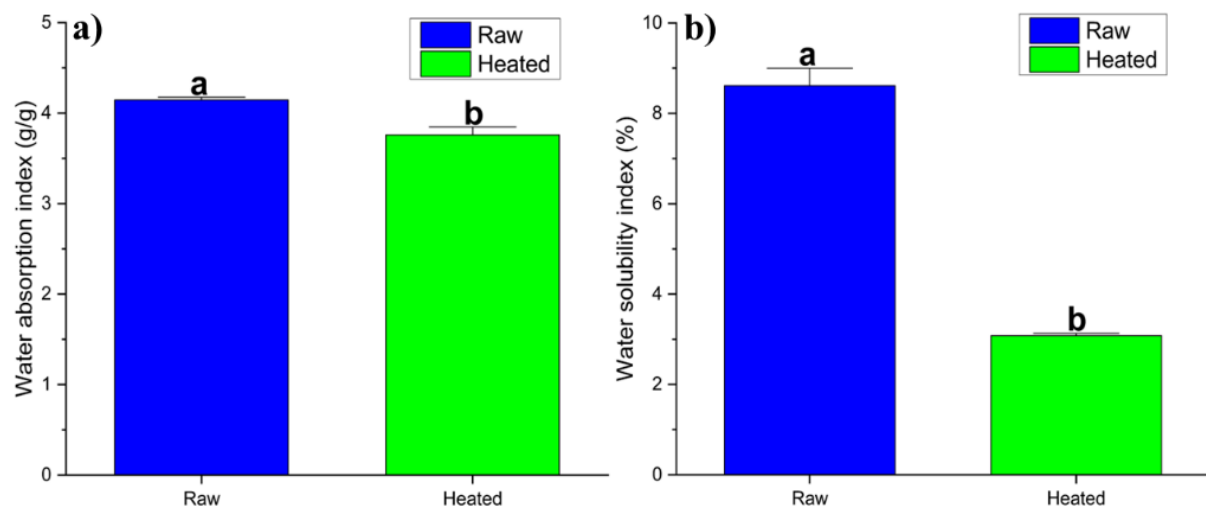 a)
Raw
Heated
Water absorption index (g/g)
5
4
3
2
1
0
a
b
Raw
Heated
b)
Raw
Heated
Water solubility index (%)
10
8
6
4
2
0
a
b
Raw
Heated